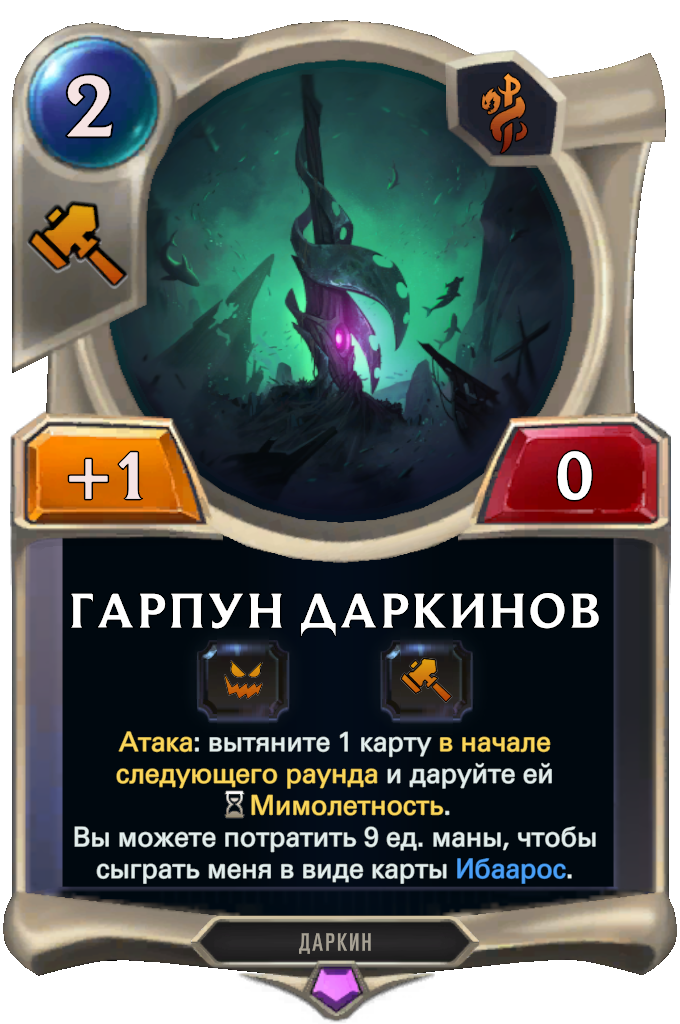 2
+1
0
ГАРПУН ДАРКИНОВ
Атака: вытяните 1 карту в начале
следующего раунда и даруйте ей
Мимолетность.
Вы можете потратить 9 ед. маны, чтобы
сыграть меня в виде карты Ибаарос.
ДАРКИН